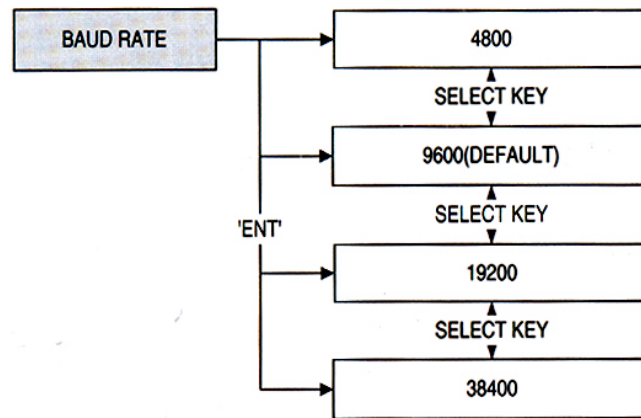 BAUD RATE
4800
SELECT KEY
9600(DEFAULT)
SELECT KEY
'ENT'
19200
SELECT KEY
38400